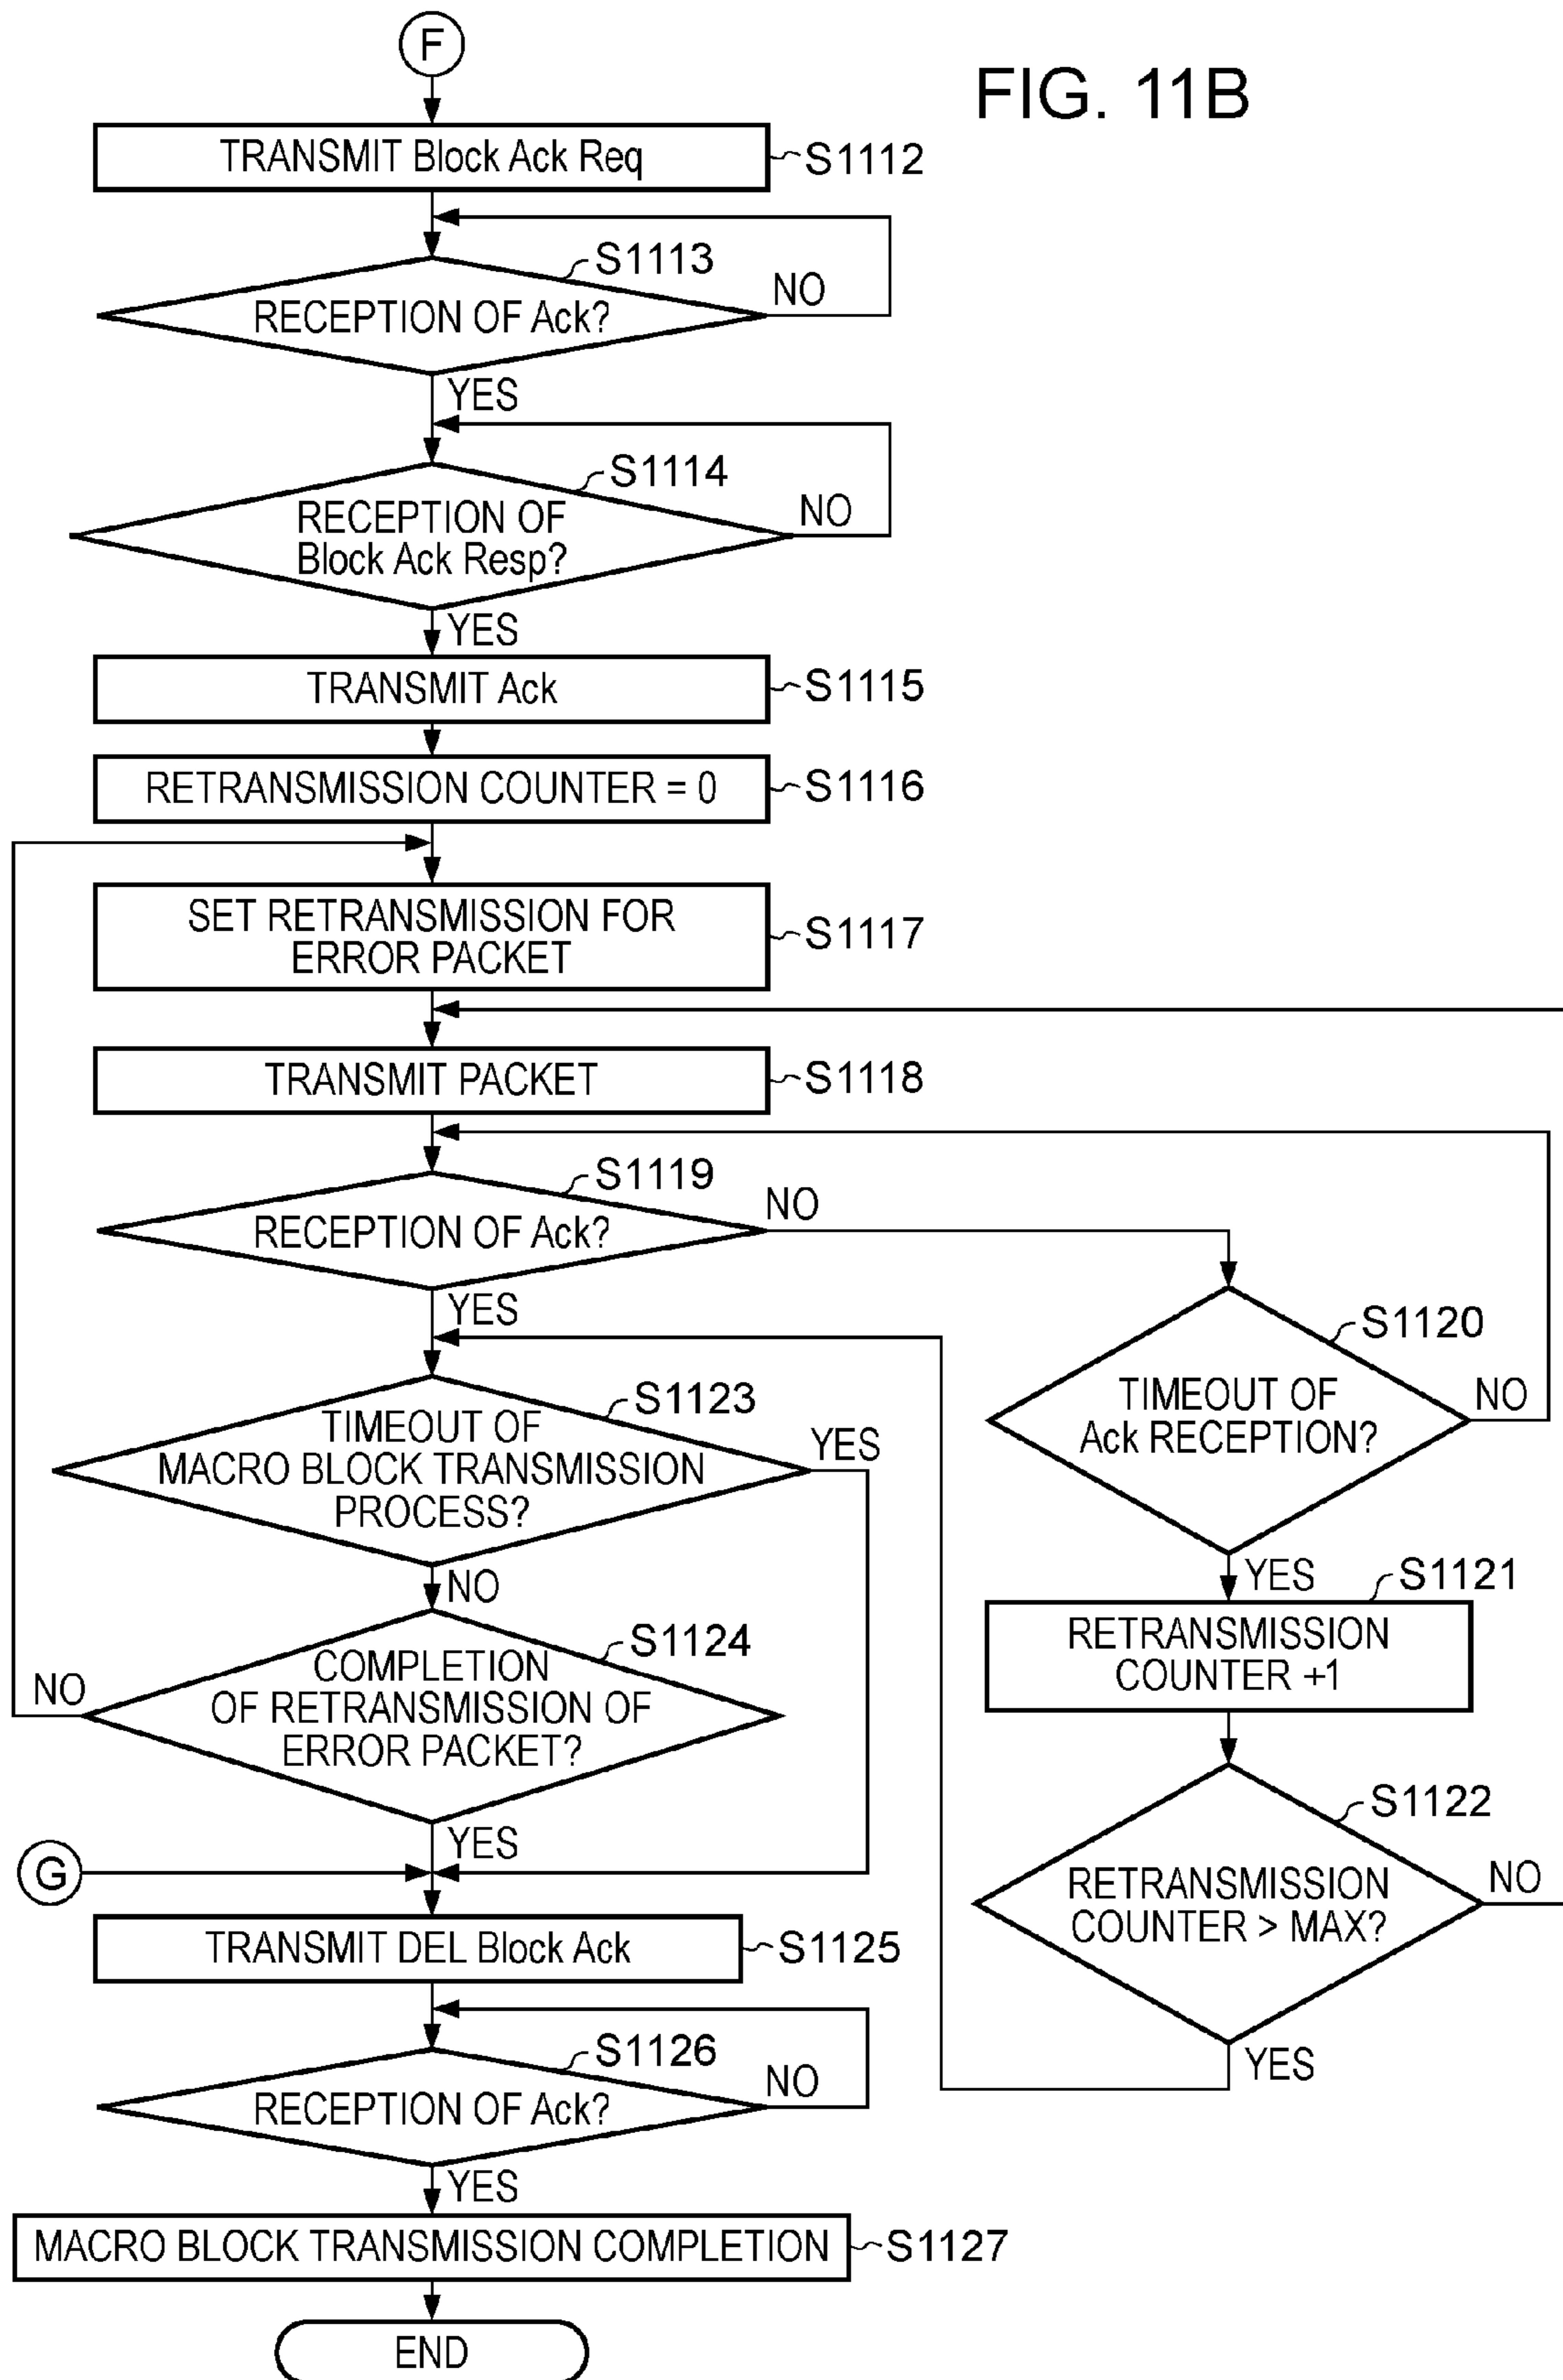 F
FIG. 11B
TRANSMIT Block Ack Req
S1112
S1113
RECEPTION OF Ack?
NO
YES
S1114
RECEPTION OF
Block Ack Resp?
NO
YES
TRANSMIT Ack
S1115
RETRANSMISSION COUNTER = 0
S1116
SET RETRANSMISSION FOR
ERROR PACKET
S1117
TRANSMIT PACKET
S1118
S1119
RECEPTION OF Ack?
NO
YES
S1120
TIMEOUT OF
Ack RECEPTION?
NO
YES
S1121
RETRANSMISSION
COUNTER +1
S1122
RETRANSMISSION
COUNTER > MAX?
NO
YES
S1123
TIMEOUT OF
MACRO BLOCK TRANSMISSION
PROCESS?
YES
NO
S1124
COMPLETION
OF RETRANSMISSION OF
ERROR PACKET?
NO
YES
G
TRANSMIT DEL Block Ack
S1125
S1126
RECEPTION OF Ack?
NO
YES
MACRO BLOCK TRANSMISSION COMPLETION
S1127
END